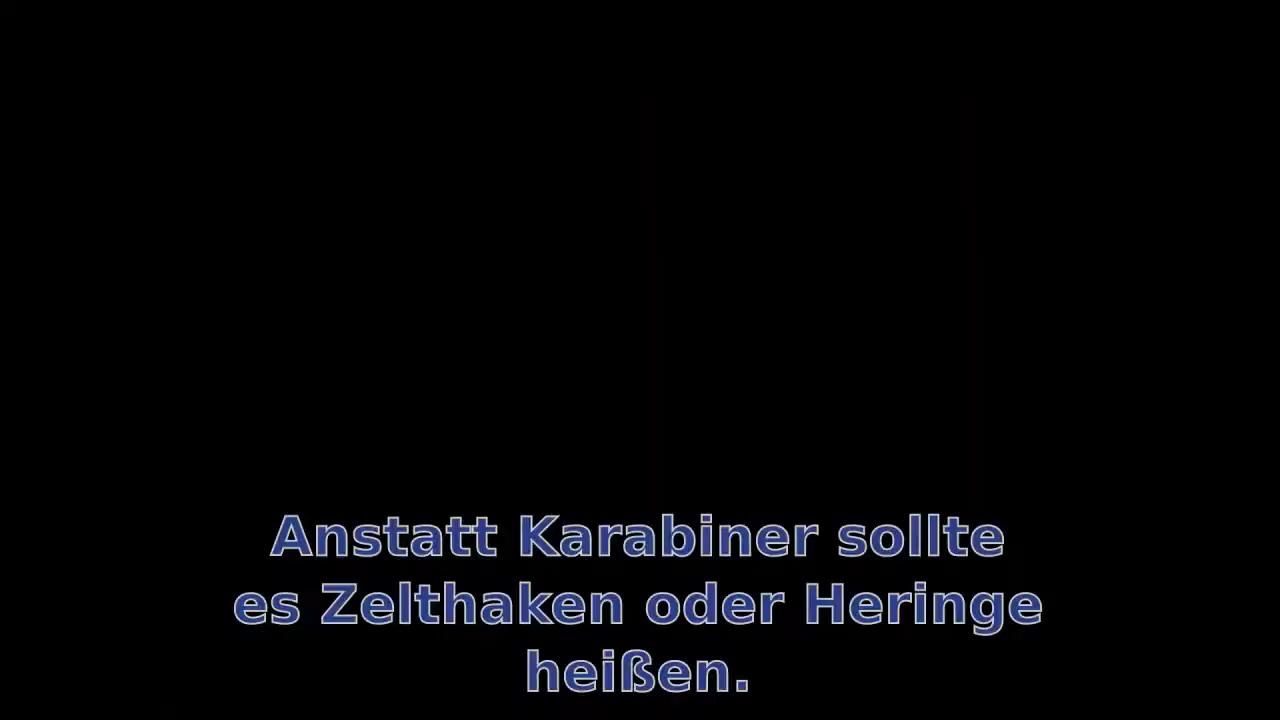 Anstatt Karabiner sollte
es Zelthaken oder Heringe
heißen.